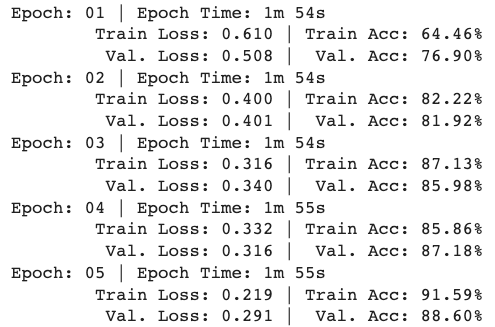 Epoch: 01 | Epoch Time: 1m 54s
Train Loss: 0.610 | Train Acc: 64.46%
Val. Loss: 0.508 | Val. Acc: 76.90%
Epoch: 02 | Epoch Time: 1m 54s
Train Loss: 0.400 | Train Acc: 82.22%
Val. Loss: 0.401 | Val. Acc: 81.92%
Epoch: 03 | Epoch Time: 1m 54s
Train Loss: 0.316 | Train Acc: 87.13%
Val. Loss: 0.340 | Val. Acc: 85.98%
Epoch: 04 | Epoch Time: 1m 55s
Train Loss: 0.332 | Train Acc: 85.86%
Val. Loss: 0.316 | Val. Acc: 87.18%
Epoch: 05 | Epoch Time: 1m 55s
Train Loss: 0.219 | Train Acc: 91.59%
Val. Loss: 0.291 | Val. Acc: 88.60%